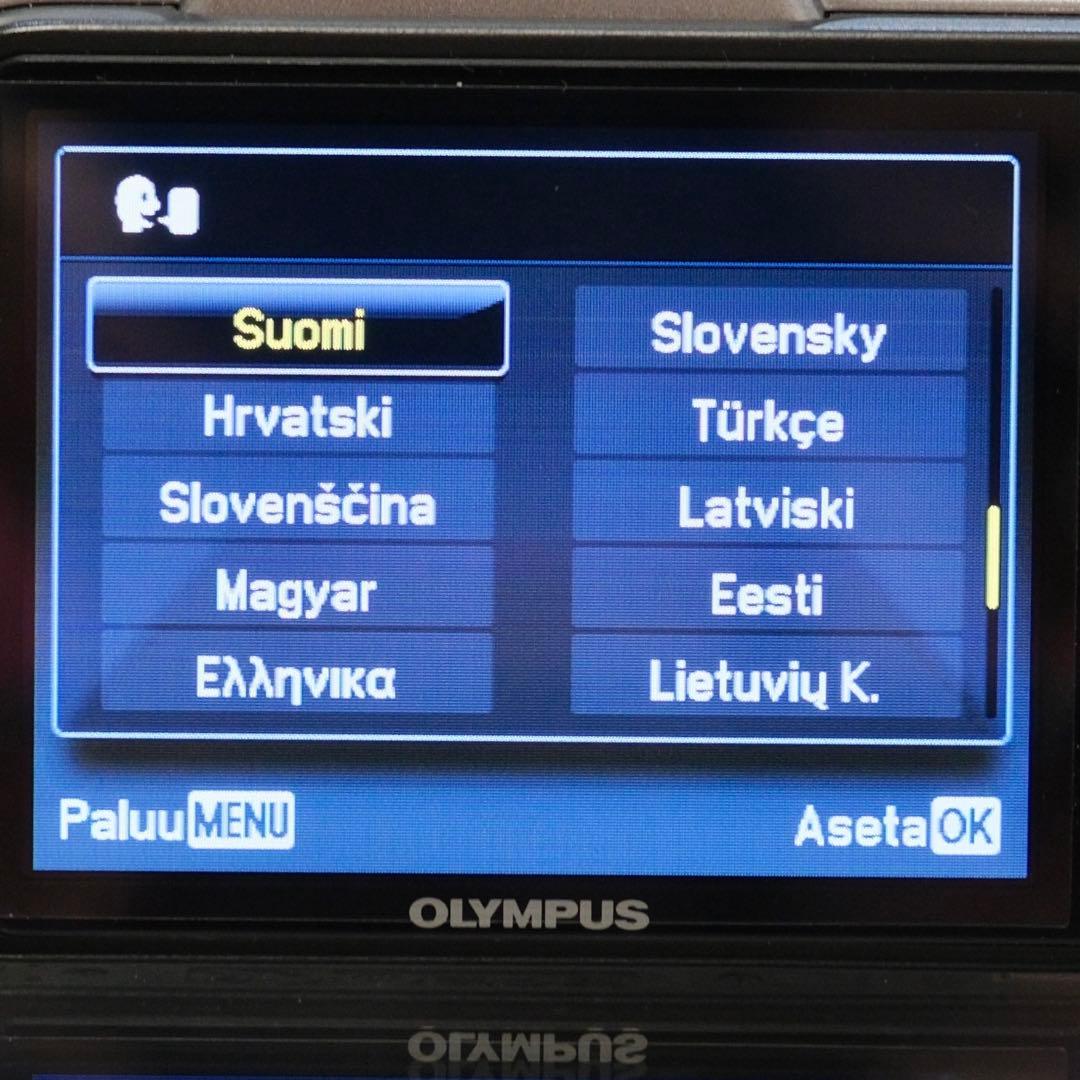 Suomi
Slovensky
Hrvatski
Türkçe
Slovenščina
Latviski
Magyar
Eesti
Ελληνικα
Lietuvių K.
Paluu MENU
Aseta OK
OLYMPUS